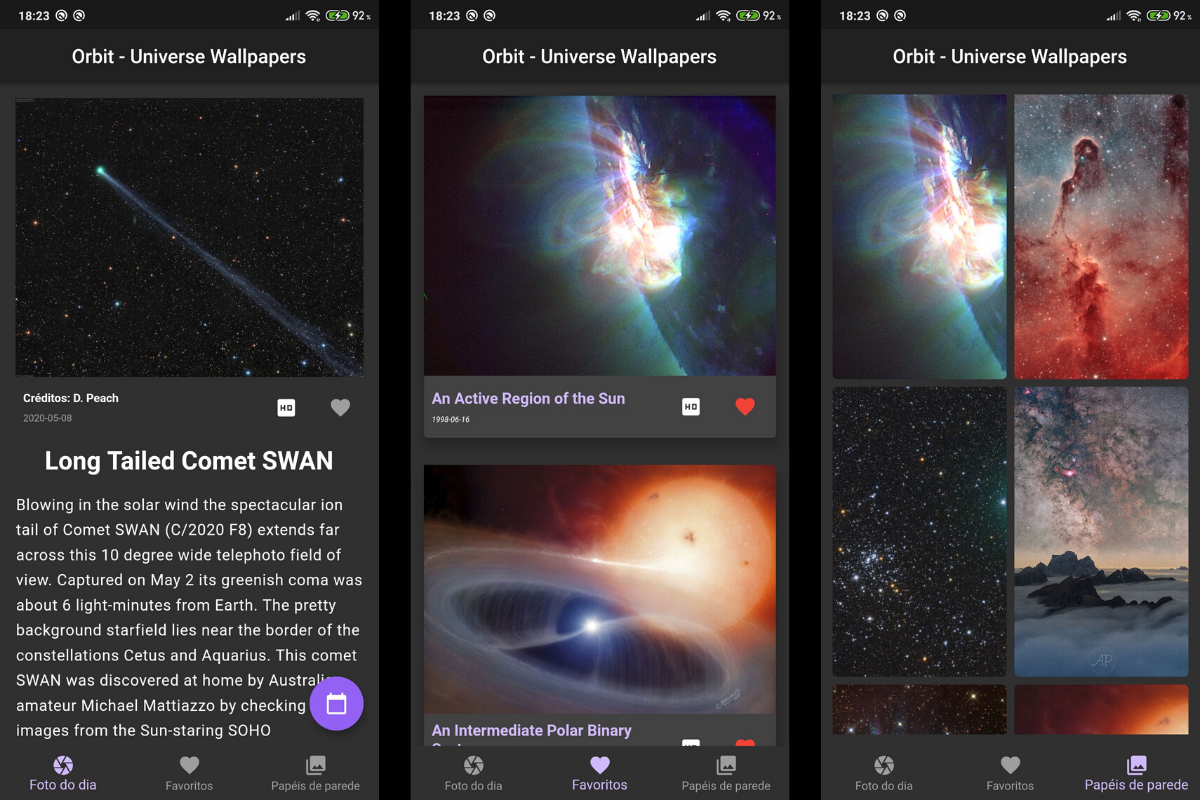 18:23
92%
Orbit - Universe Wallpapers
Créditos: D. Peach
2020-05-08
HD
Long Tailed Comet SWAN
Blowing in the solar wind the spectacular ion
tail of Comet SWAN (C/2020 F8) extends far
across this 10 degree wide telephoto field of
view. Captured on May 2 its greenish coma was
about 6 light-minutes from Earth. The pretty
background starfield lies near the border of the
constellations Cetus and Aquarius. This comet
SWAN was discovered at home by
amateur Michael Mattiazzo by checking
images from the Sun-staring SOHO
Foto do dia
Favoritos
Papéis de parede
18:23
92%
Orbit - Universe Wallpapers
An Active Region of the Sun
1998-06-16
HD
An Intermediate Polar Binary
Foto do dia
Favoritos
Papéis de parede
18:23
92%
Orbit - Universe Wallpapers
AP
Foto do dia
Favoritos
Papéis de parede